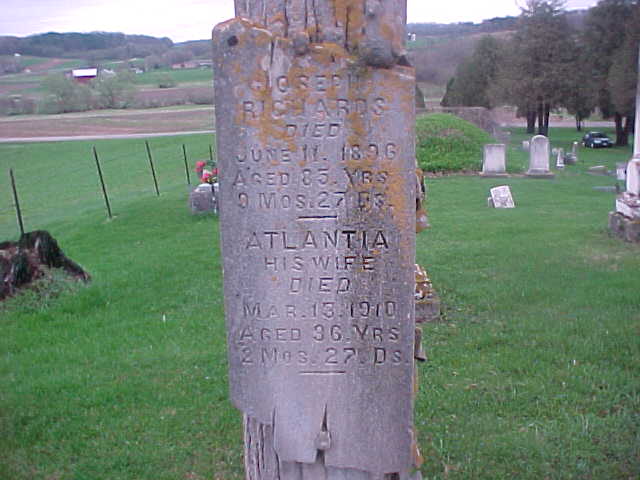 JOSEPH
RICHARDS
DIED
JUNE 11. 1896
AGED 85. YRS
9 MOS. 27 DS.
ATLANTIA
HIS WIFE
DIED
MAR. 13. 1910
AGED 86. YRS
2 MOS. 27. DS.